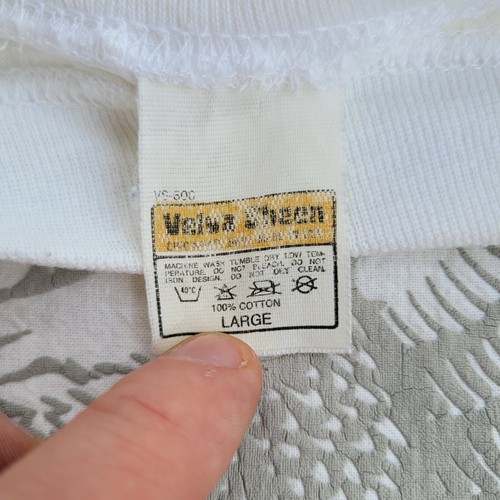 VS-50C
Velva Sheen
MACHINE WASH TUMBLE DRY LOW TEM-
PERATURE. DO NOT BLEACH. DO NOT
IRON DESIGN. DO NOT DRY CLEAN.
40°C
100% COTTON
LARGE